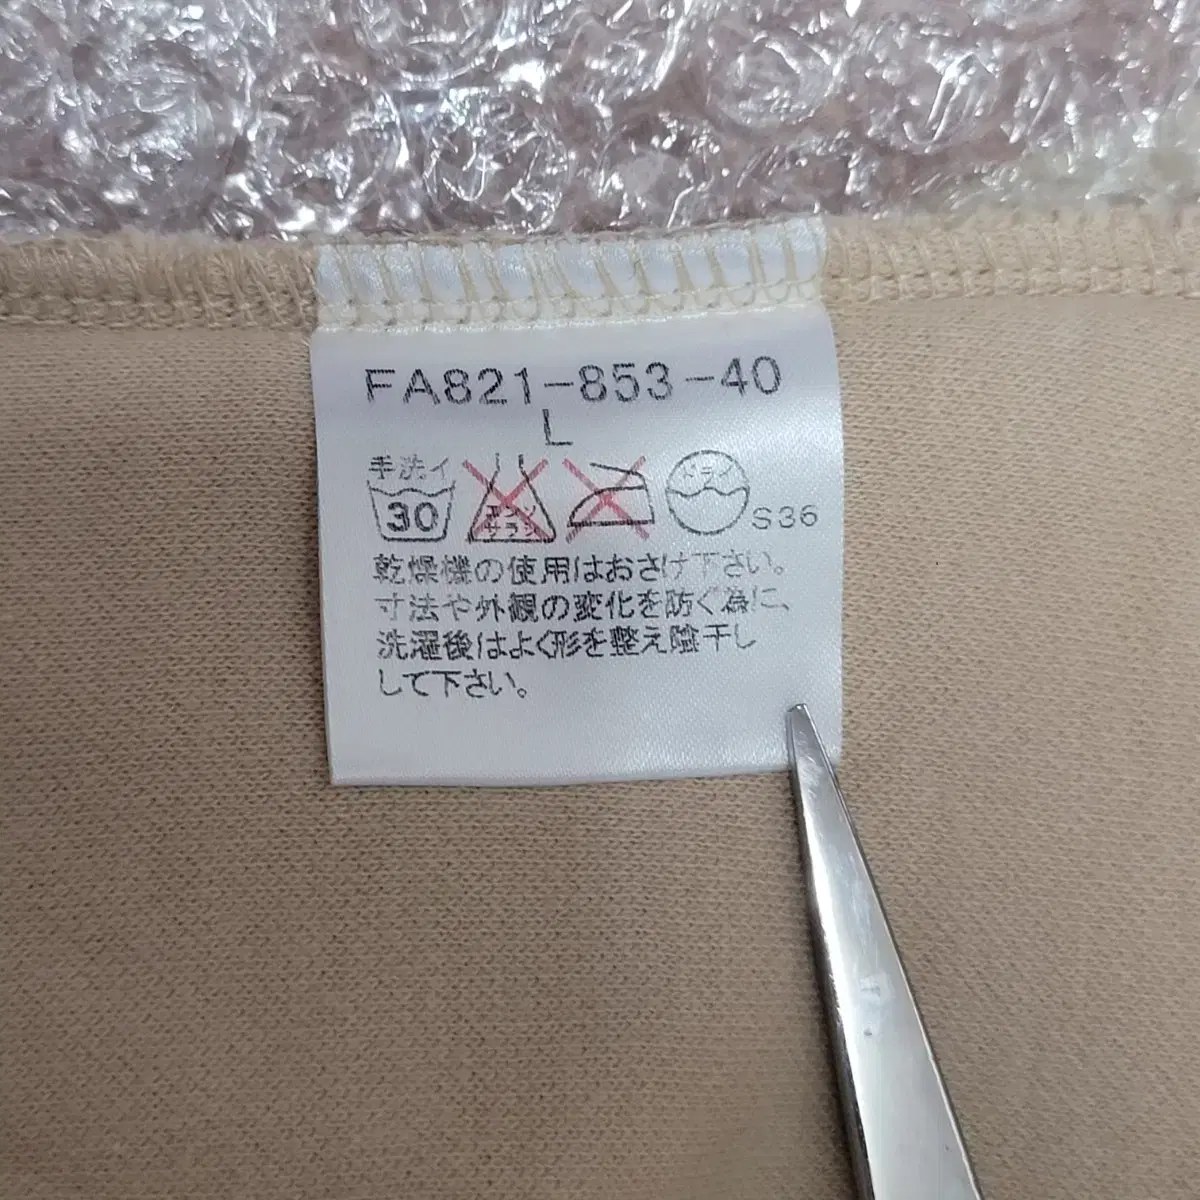 FA821-853-40
L
手洗イ
30
エンソ
サラシ
ドライ
S36
乾燥機の使用はおさけ下さい。
寸法や外観の変化を防ぐ為に、
洗濯後はよく形を整え陰干し
して下さい。